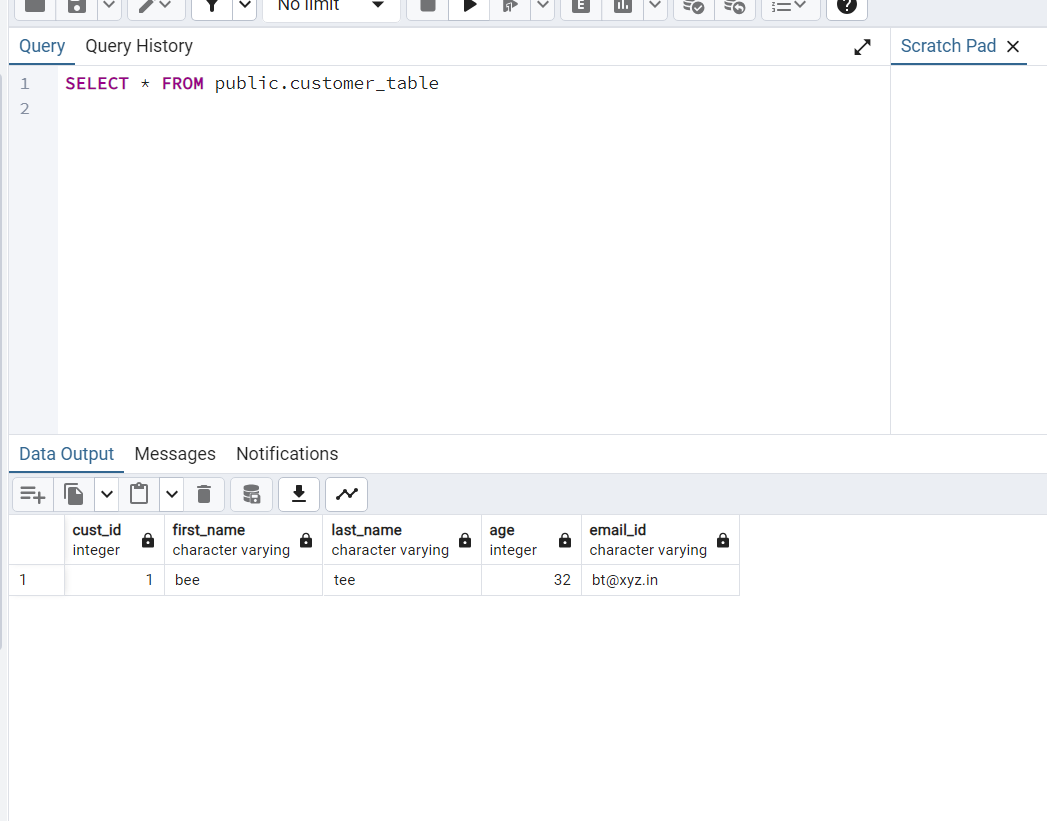 No limit
E
?
Query Query History
Scratch Pad
1 SELECT * FROM public.customer_table
2
Data Output Messages Notifications
cust_id first_name last_name age email_id
integer character varying character varying integer character varying
1 1 bee tee 32 bt@xyz.in